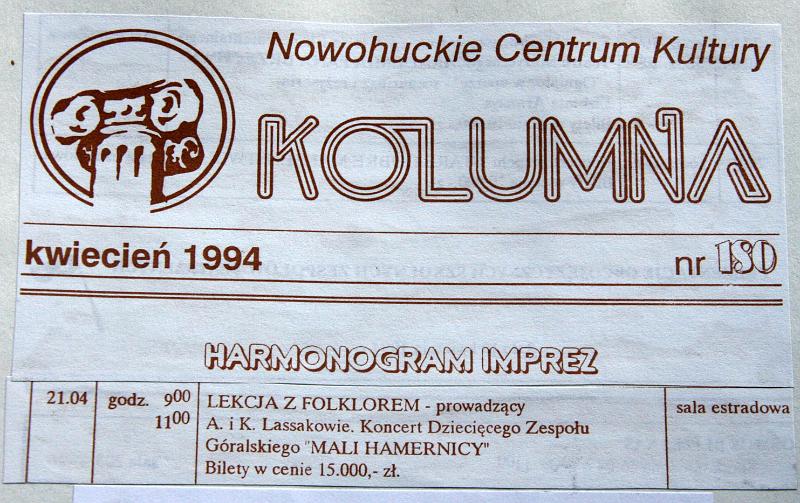 Nowohuckie Centrum Kultury
KOLUMNA
kwiecień 1994 nr 180
HARMONOGRAM IMPREZ
21.04 godz. 9⁰⁰ LEKCJA Z FOLKLOREM - prowadzący sala estradowa
11⁰⁰ A. i K. Lassakowie. Koncert Dziecięcego Zespołu
Góralskiego "MALI HAMERNICY"
Bilety w cenie 15.000,- zł.